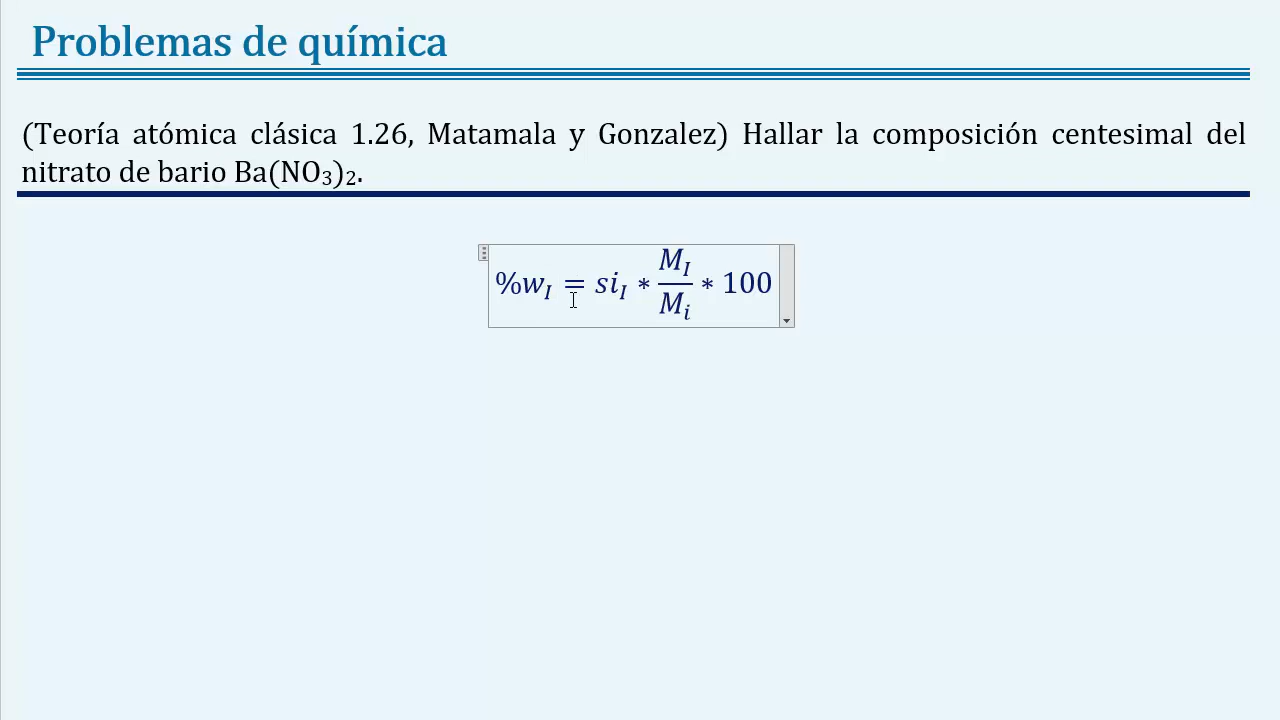 Problemas de química
(Teoría atómica clásica 1.26, Matamala y Gonzalez) Hallar la composición centesimal del
nitrato de bario Ba(NO₃)₂.
%w_I = si_I * M_I/M_i * 100